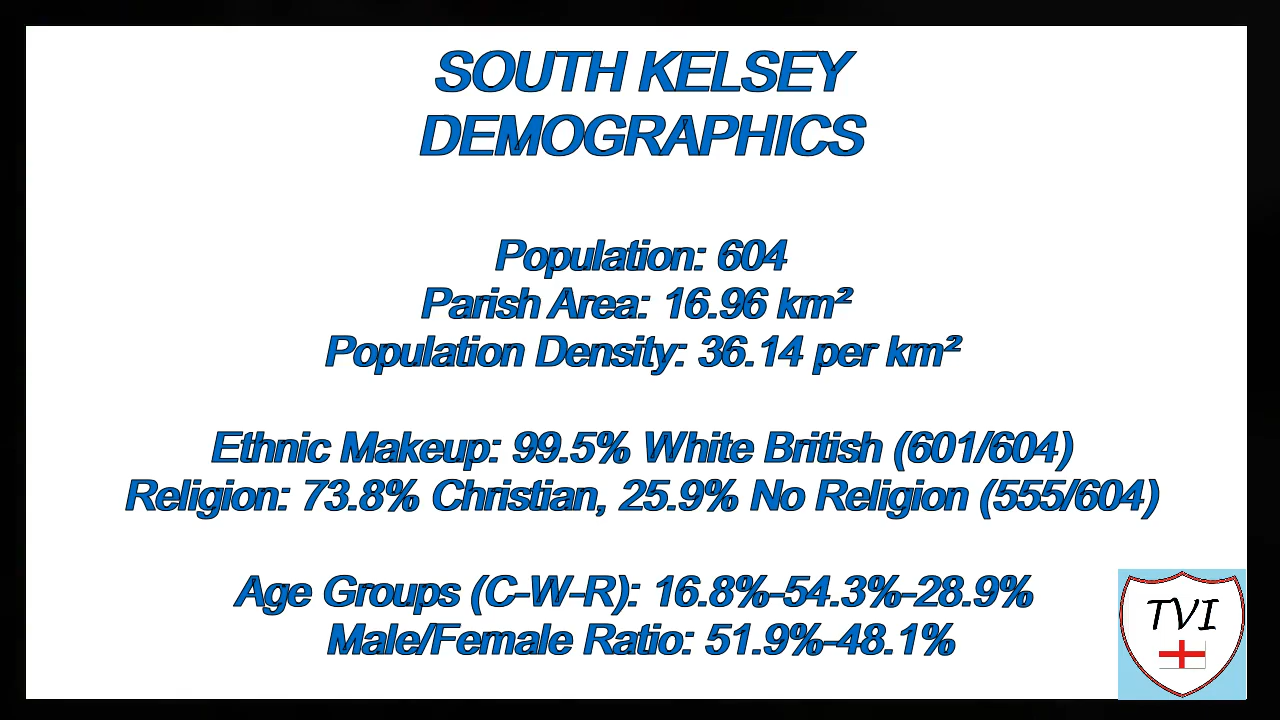 SOUTH KELSEY
DEMOGRAPHICS
Population: 604
Parish Area: 16.96 km²
Population Density: 36.14 per km²
Ethnic Makeup: 99.5% White British (601/604)
Religion: 73.8% Christian, 25.9% No Religion (555/604)
Age Groups (C-W-R): 16.8%-54.3%-28.9%
Male/Female Ratio: 51.9%-48.1%
TVI